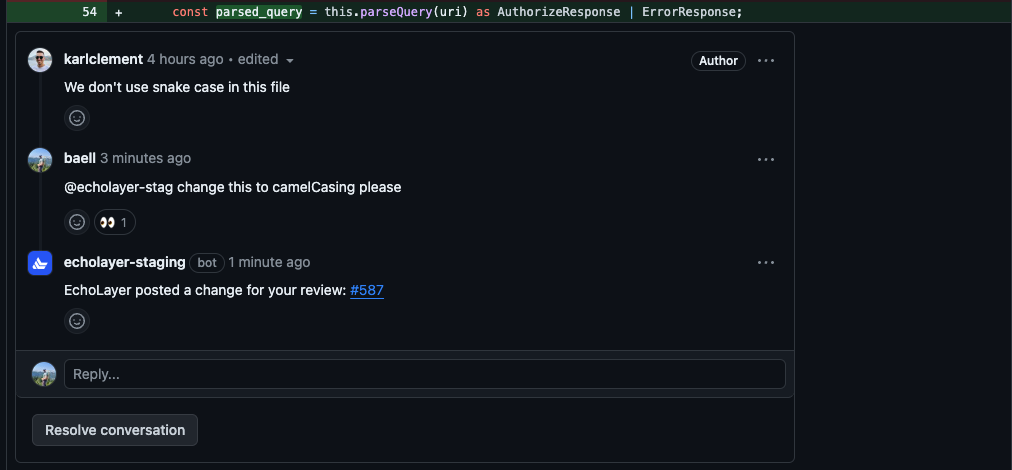 54 + const parsed_query = this.parseQuery(uri) as AuthorizeResponse | ErrorResponse;
karlclement 4 hours ago • edited Author ...
We don't use snake case in this file
baell 3 minutes ago ...
@echolayer-stag change this to camelCasing please
👀 1
echolayer-staging bot 1 minute ago ...
EchoLayer posted a change for your review: #587
Reply...
Resolve conversation